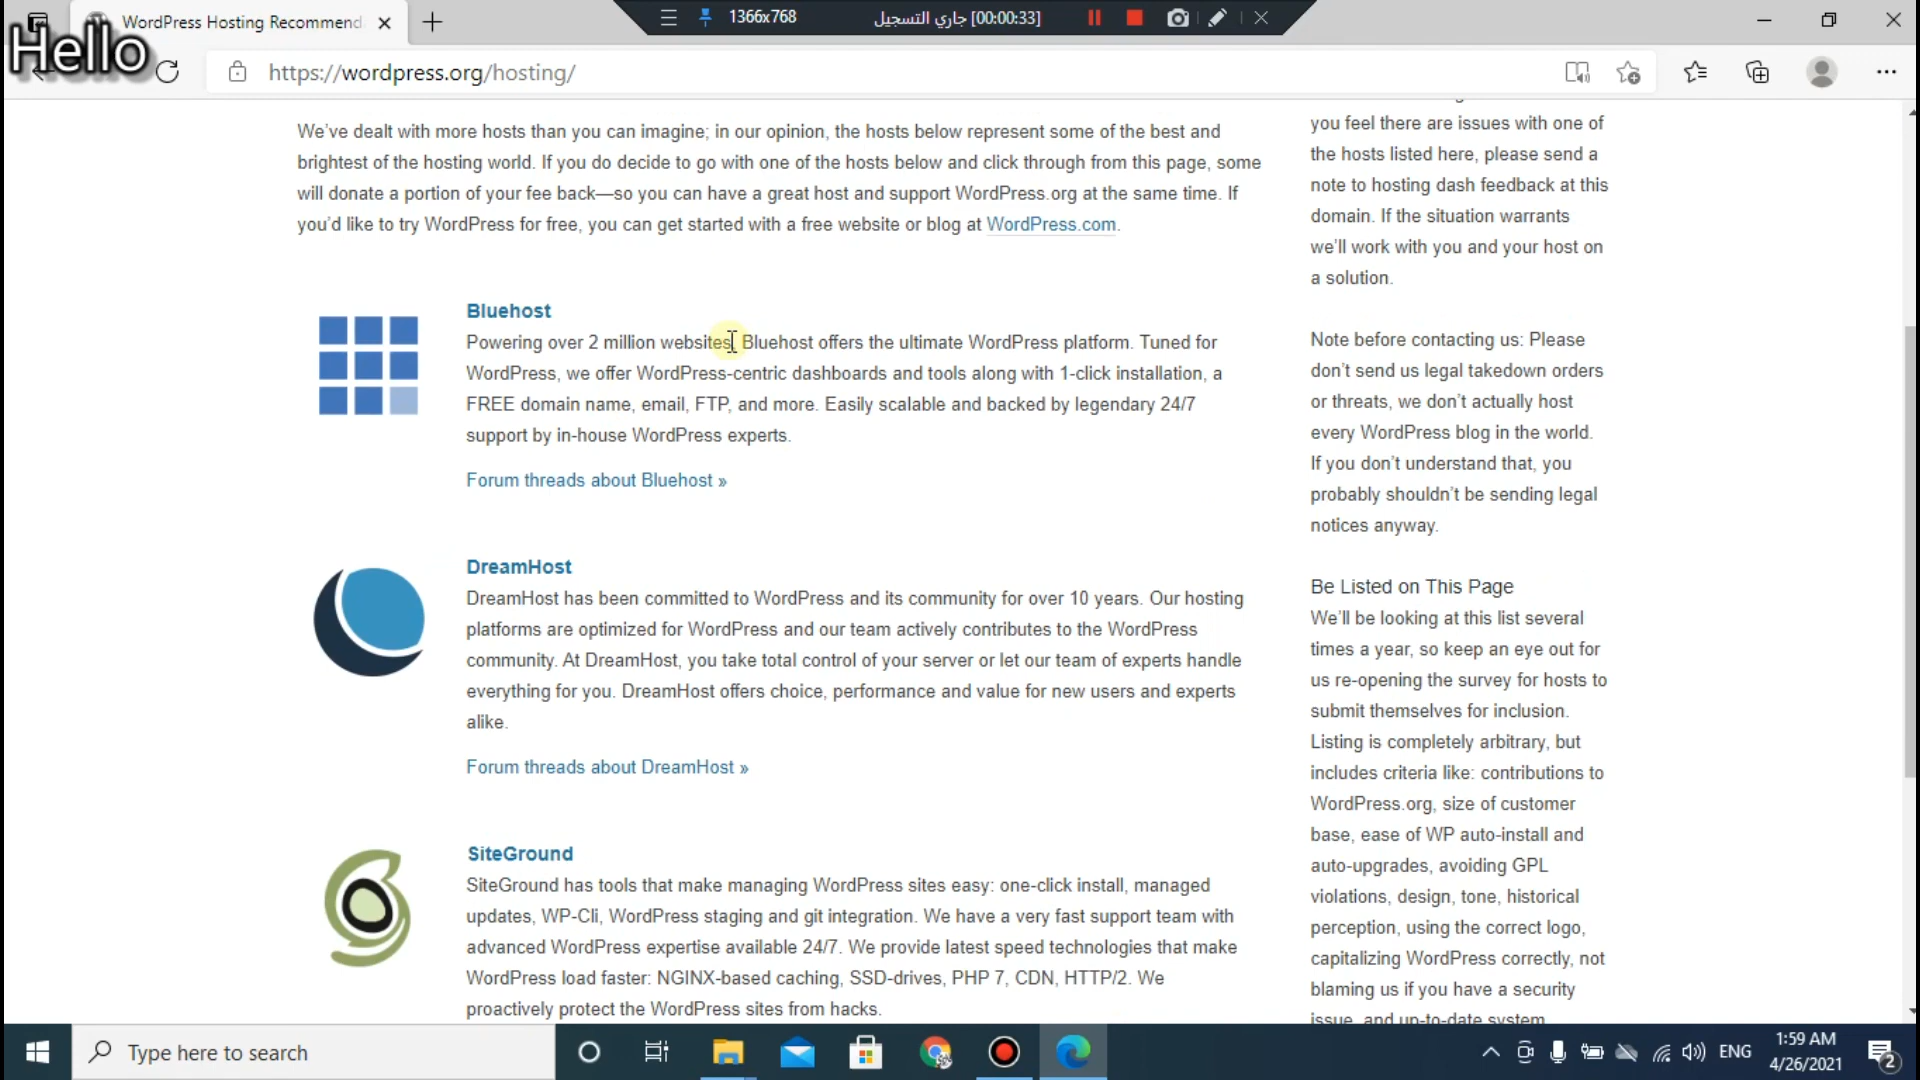 WordPress Hosting Recommend
1366x768
جاري التسجيل [00:00:33]
Hello
https://wordpress.org/hosting/
We've dealt with more hosts than you can imagine; in our opinion, the hosts below represent some of the best and
brightest of the hosting world. If you do decide to go with one of the hosts below and click through from this page, some
will donate a portion of your fee back—so you can have a great host and support WordPress.org at the same time. If
you'd like to try WordPress for free, you can get started with a free website or blog at WordPress.com.
Bluehost
Powering over 2 million websites, Bluehost offers the ultimate WordPress platform. Tuned for
WordPress, we offer WordPress-centric dashboards and tools along with 1-click installation, a
FREE domain name, email, FTP, and more. Easily scalable and backed by legendary 24/7
support by in-house WordPress experts.
Forum threads about Bluehost »
DreamHost
DreamHost has been committed to WordPress and its community for over 10 years. Our hosting
platforms are optimized for WordPress and our team actively contributes to the WordPress
community. At DreamHost, you take total control of your server or let our team of experts handle
everything for you. DreamHost offers choice, performance and value for new users and experts
alike.
Forum threads about DreamHost »
SiteGround
SiteGround has tools that make managing WordPress sites easy: one-click install, managed
updates, WP-Cli, WordPress staging and git integration. We have a very fast support team with
advanced WordPress expertise available 24/7. We provide latest speed technologies that make
WordPress load faster: NGINX-based caching, SSD-drives, PHP 7, CDN, HTTP/2. We
proactively protect the WordPress sites from hacks.
you feel there are issues with one of
the hosts listed here, please send a
note to hosting dash feedback at this
domain. If the situation warrants
we'll work with you and your host on
a solution.
Note before contacting us: Please
don't send us legal takedown orders
or threats, we don't actually host
every WordPress blog in the world.
If you don't understand that, you
probably shouldn't be sending legal
notices anyway.
Be Listed on This Page
We'll be looking at this list several
times a year, so keep an eye out for
us re-opening the survey for hosts to
submit themselves for inclusion.
Listing is completely arbitrary, but
includes criteria like: contributions to
WordPress.org, size of customer
base, ease of WP auto-install and
auto-upgrades, avoiding GPL
violations, design, tone, historical
perception, using the correct logo,
capitalizing WordPress correctly, not
blaming us if you have a security
issue, and up-to-date system
Type here to search
ENG
1:59 AM
4/26/2021
2